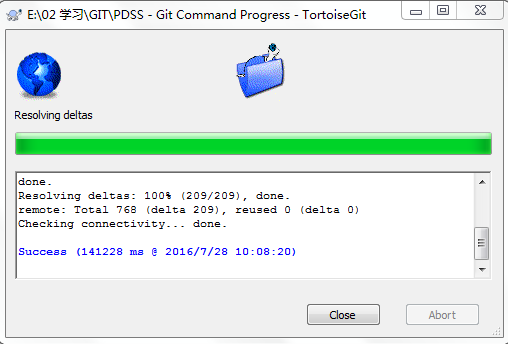 E:\02 学习\GIT\PDSS - Git Command Progress - TortoiseGit
Resolving deltas
done.
Resolving deltas: 100% (209/209), done.
remote: Total 768 (delta 209), reused 0 (delta 0)
Checking connectivity... done.
Success (141228 ms @ 2016/7/28 10:08:20)
Close
Abort